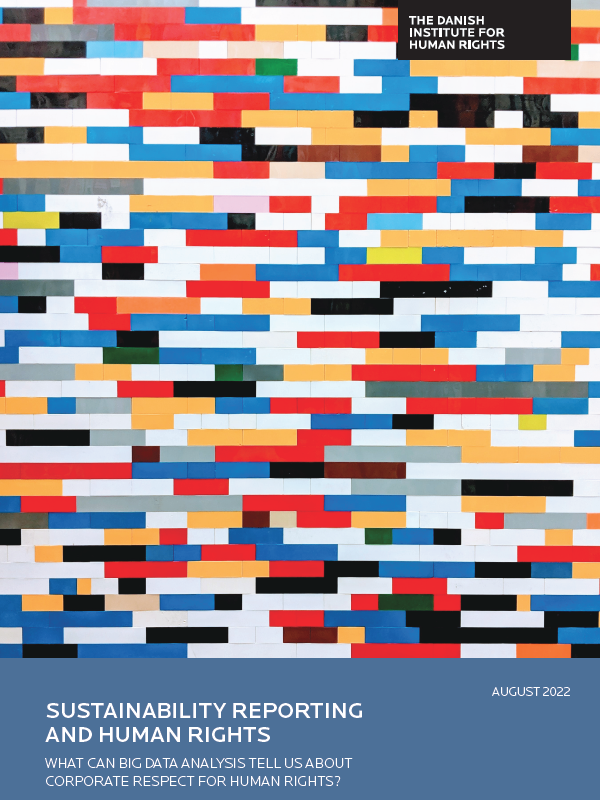 THE DANISH
INSTITUTE FOR
HUMAN RIGHTS
AUGUST 2022
SUSTAINABILITY REPORTING
AND HUMAN RIGHTS
WHAT CAN BIG DATA ANALYSIS TELL US ABOUT
CORPORATE RESPECT FOR HUMAN RIGHTS?